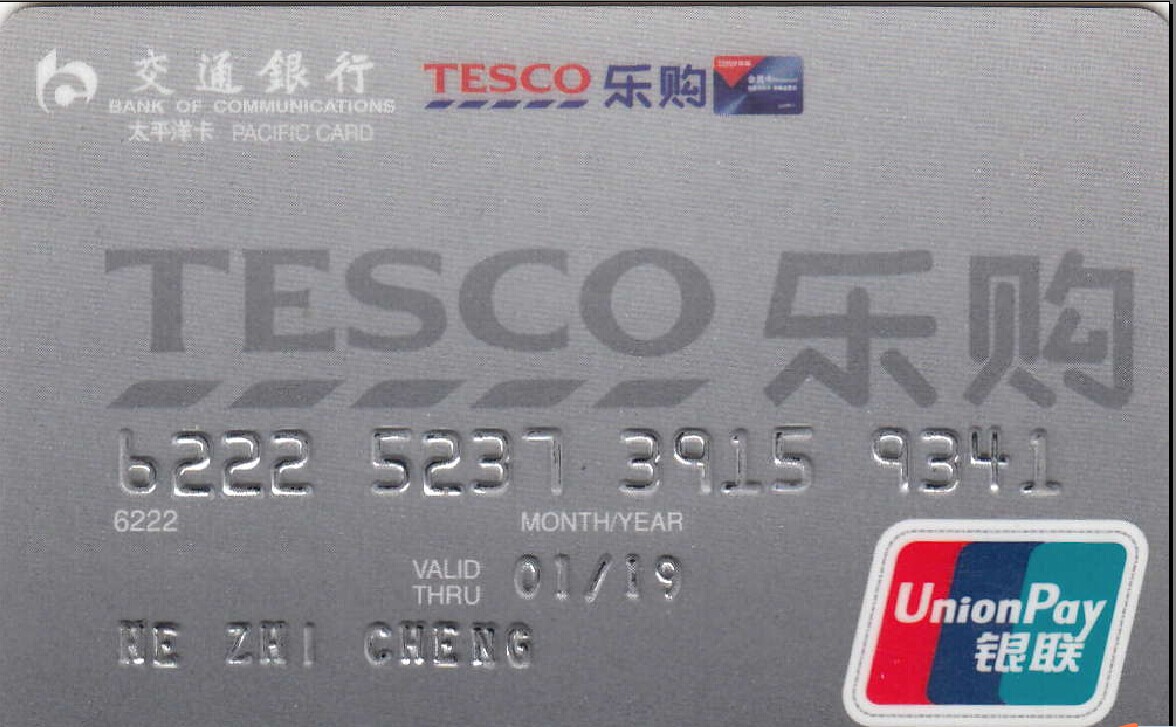 交通銀行
BANK OF COMMUNICATIONS
太平洋卡 PACIFIC CARD
TESCO 乐购
TESCO 乐购
6222 5237 3915 9341
6222
MONTH/YEAR
VALID THRU 01/19
HE ZHI CHENG
UnionPay
银联